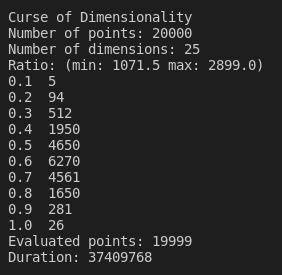 Curse of Dimensionality
Number of points: 20000
Number of dimensions: 25
Ratio: (min: 1071.5 max: 2899.0)
0.1  5
0.2  94
0.3  512
0.4  1950
0.5  4650
0.6  6270
0.7  4561
0.8  1650
0.9  281
1.0  26
Evaluated points: 19999
Duration: 37409768